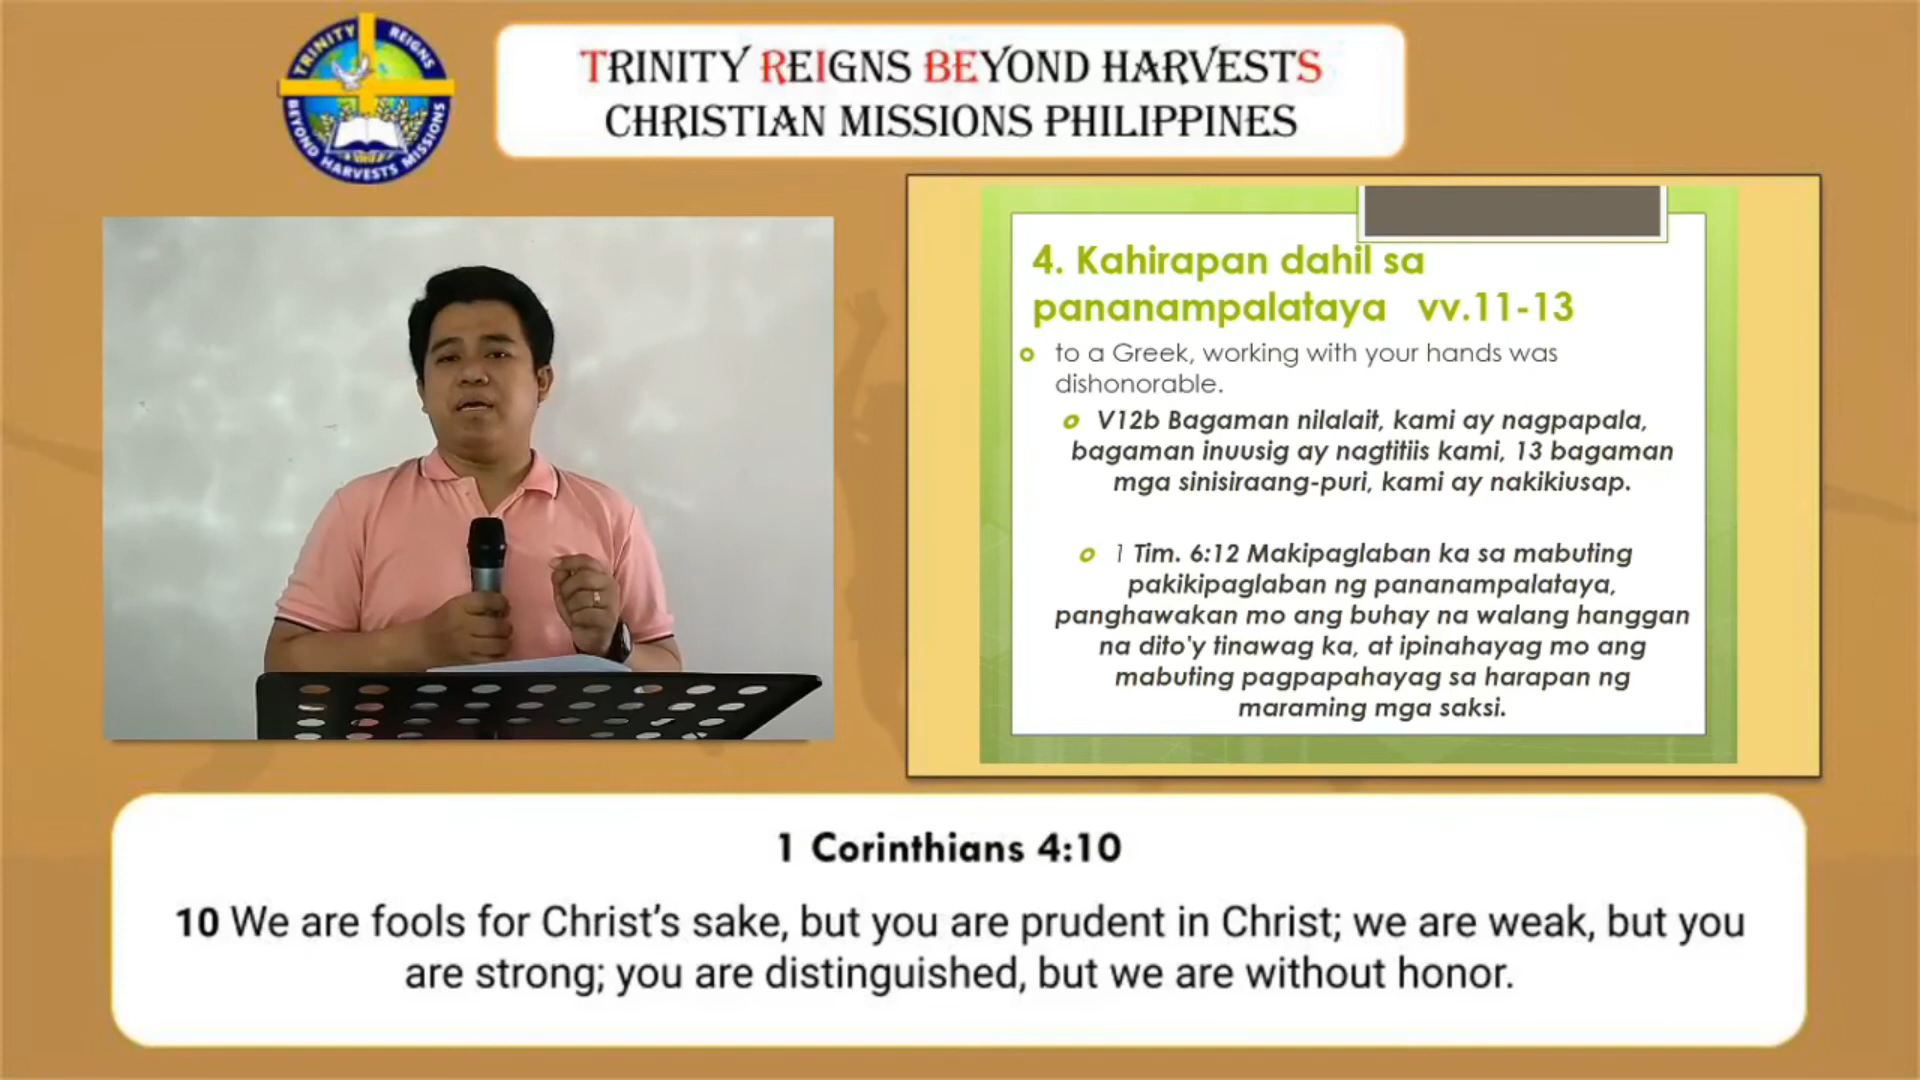 TRINITY REIGNS
BEYOND HARVESTS MISSIONS
TRINITY REIGNS BEYOND HARVESTS
CHRISTIAN MISSIONS PHILIPPINES
4. Kahirapan dahil sa
pananampalataya vv.11-13
to a Greek, working with your hands was
dishonorable.
V12b Bagaman nilalait, kami ay nagpapala,
bagaman inuusig ay nagtitiis kami, 13 bagaman
mga sinisiraang-puri, kami ay nakikiusap.
1 Tim. 6:12 Makipaglaban ka sa mabuting
pakikipaglaban ng pananampalataya,
panghawakan mo ang buhay na walang hanggan
na dito'y tinawag ka, at ipinahayag mo ang
mabuting pagpapahayag sa harapan ng
maraming mga saksi.
1 Corinthians 4:10
10 We are fools for Christ’s sake, but you are prudent in Christ; we are weak, but you
are strong; you are distinguished, but we are without honor.